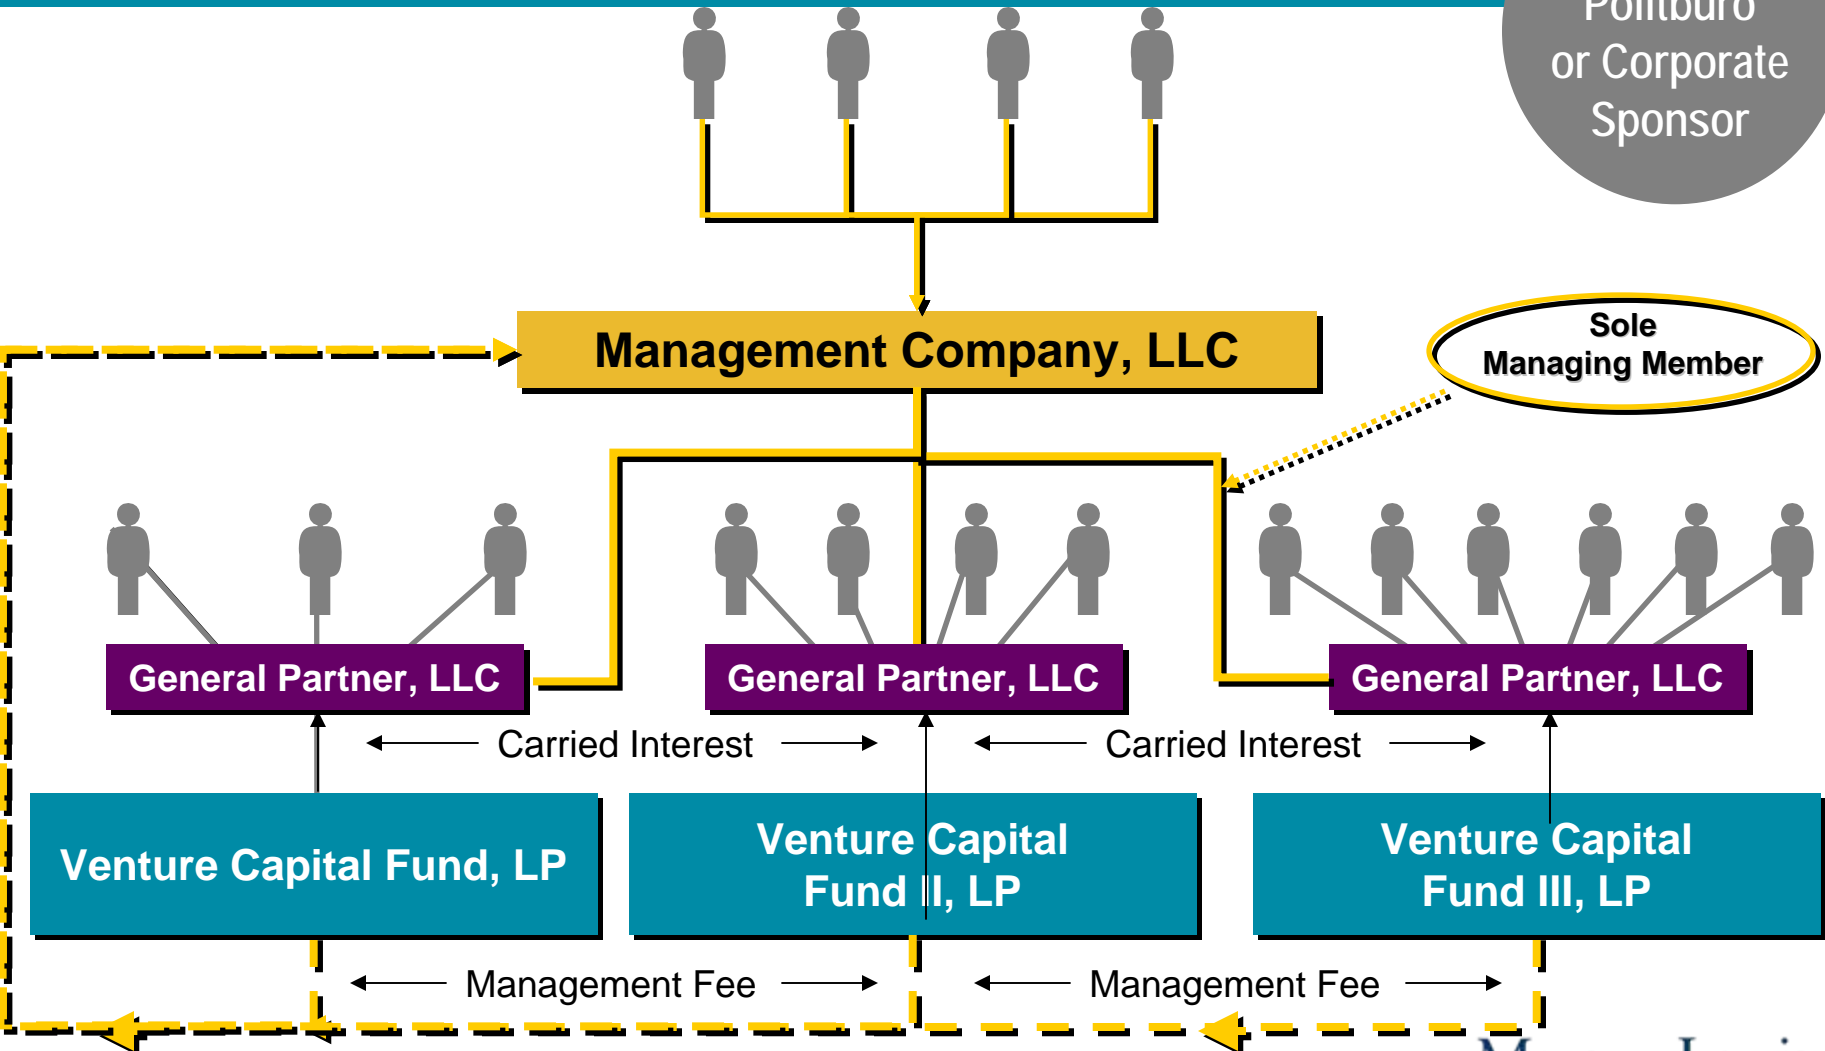 Politburo
or Corporate
Sponsor
Management Company, LLC
Sole
Managing Member
General Partner, LLC
General Partner, LLC
General Partner, LLC
Carried Interest
Carried Interest
Venture Capital Fund, LP
Venture Capital
Fund II, LP
Venture Capital
Fund III, LP
Management Fee
Management Fee